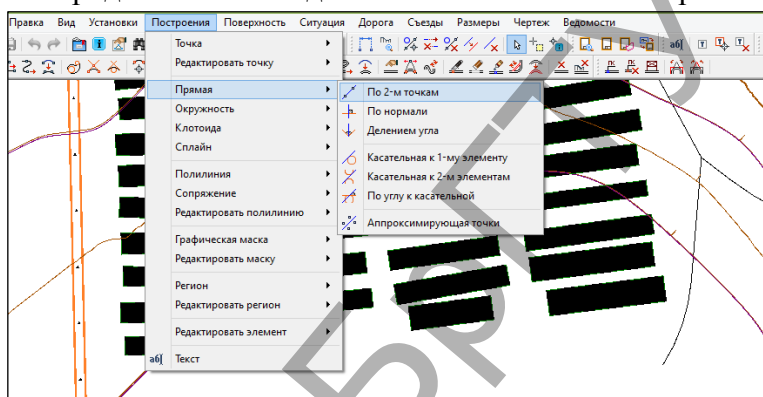 Правка Вид Установки Построения Поверхность Ситуация Дорога Съезды Размеры Чертеж Ведомости
Точка
Редактировать точку
Прямая
Окружность
Клотоида
Сплайн
Полилиния
Сопряжение
Редактировать полилинию
Графическая маска
Редактировать маску
Регион
Редактировать регион
Редактировать элемент
аб[ Текст
По 2-м точкам
По нормали
Делением угла
Касательная к 1-му элементу
Касательная к 2-м элементам
По углу к касательной
Аппроксимирующая точки
аб[
БрГТУ